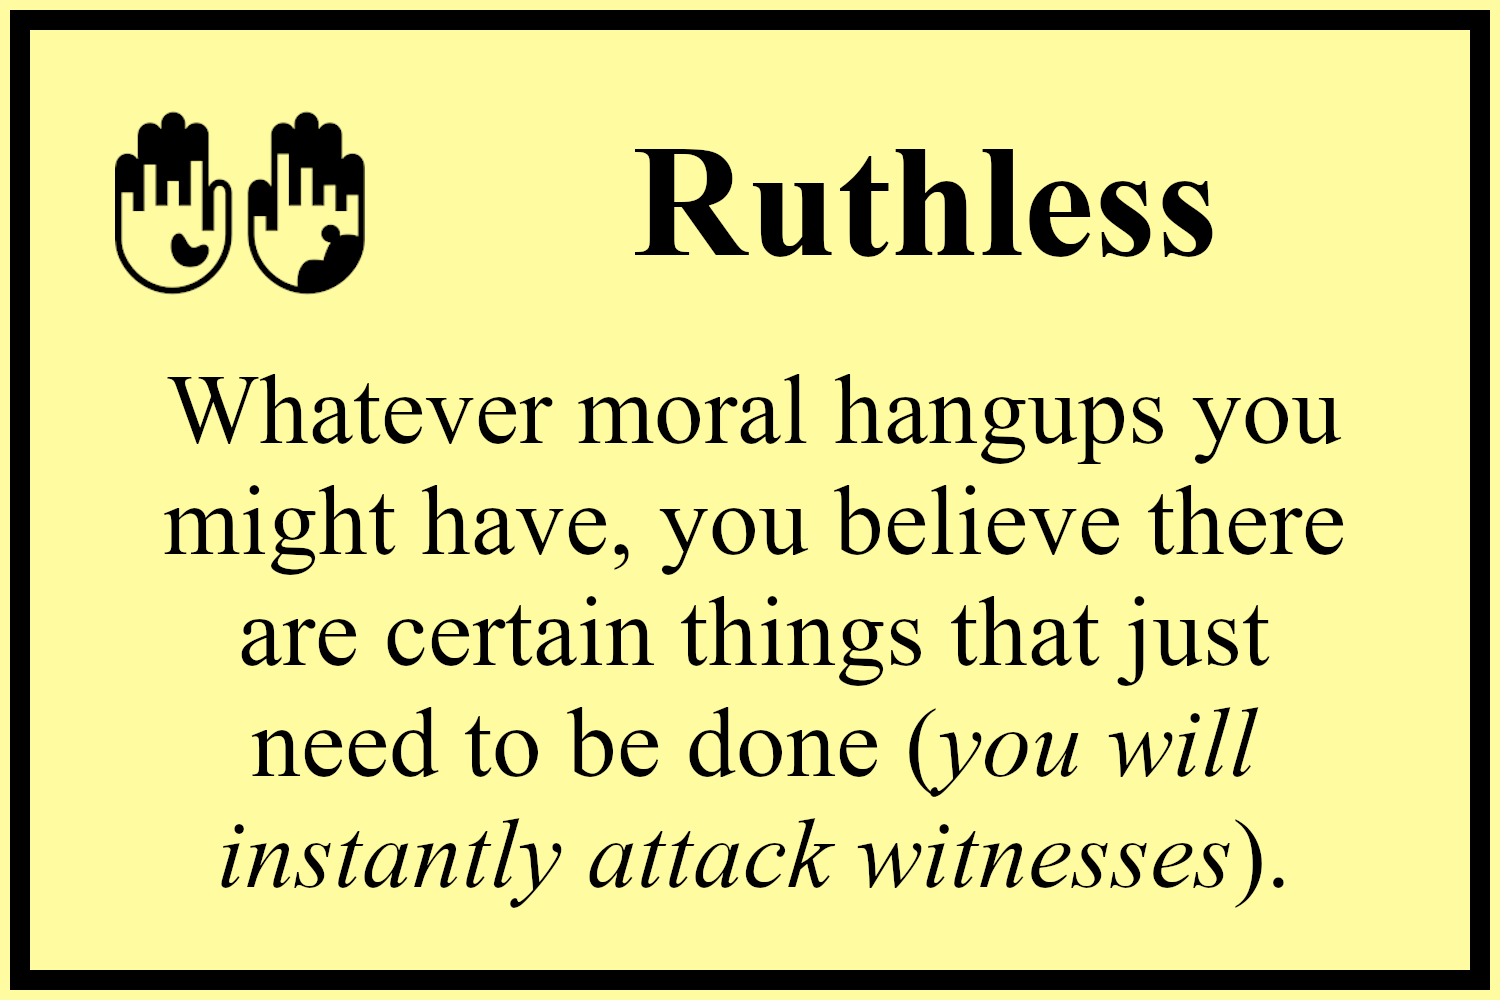 Ruthless
Whatever moral hangups you
might have, you believe there
are certain things that just
need to be done (you will
instantly attack witnesses).